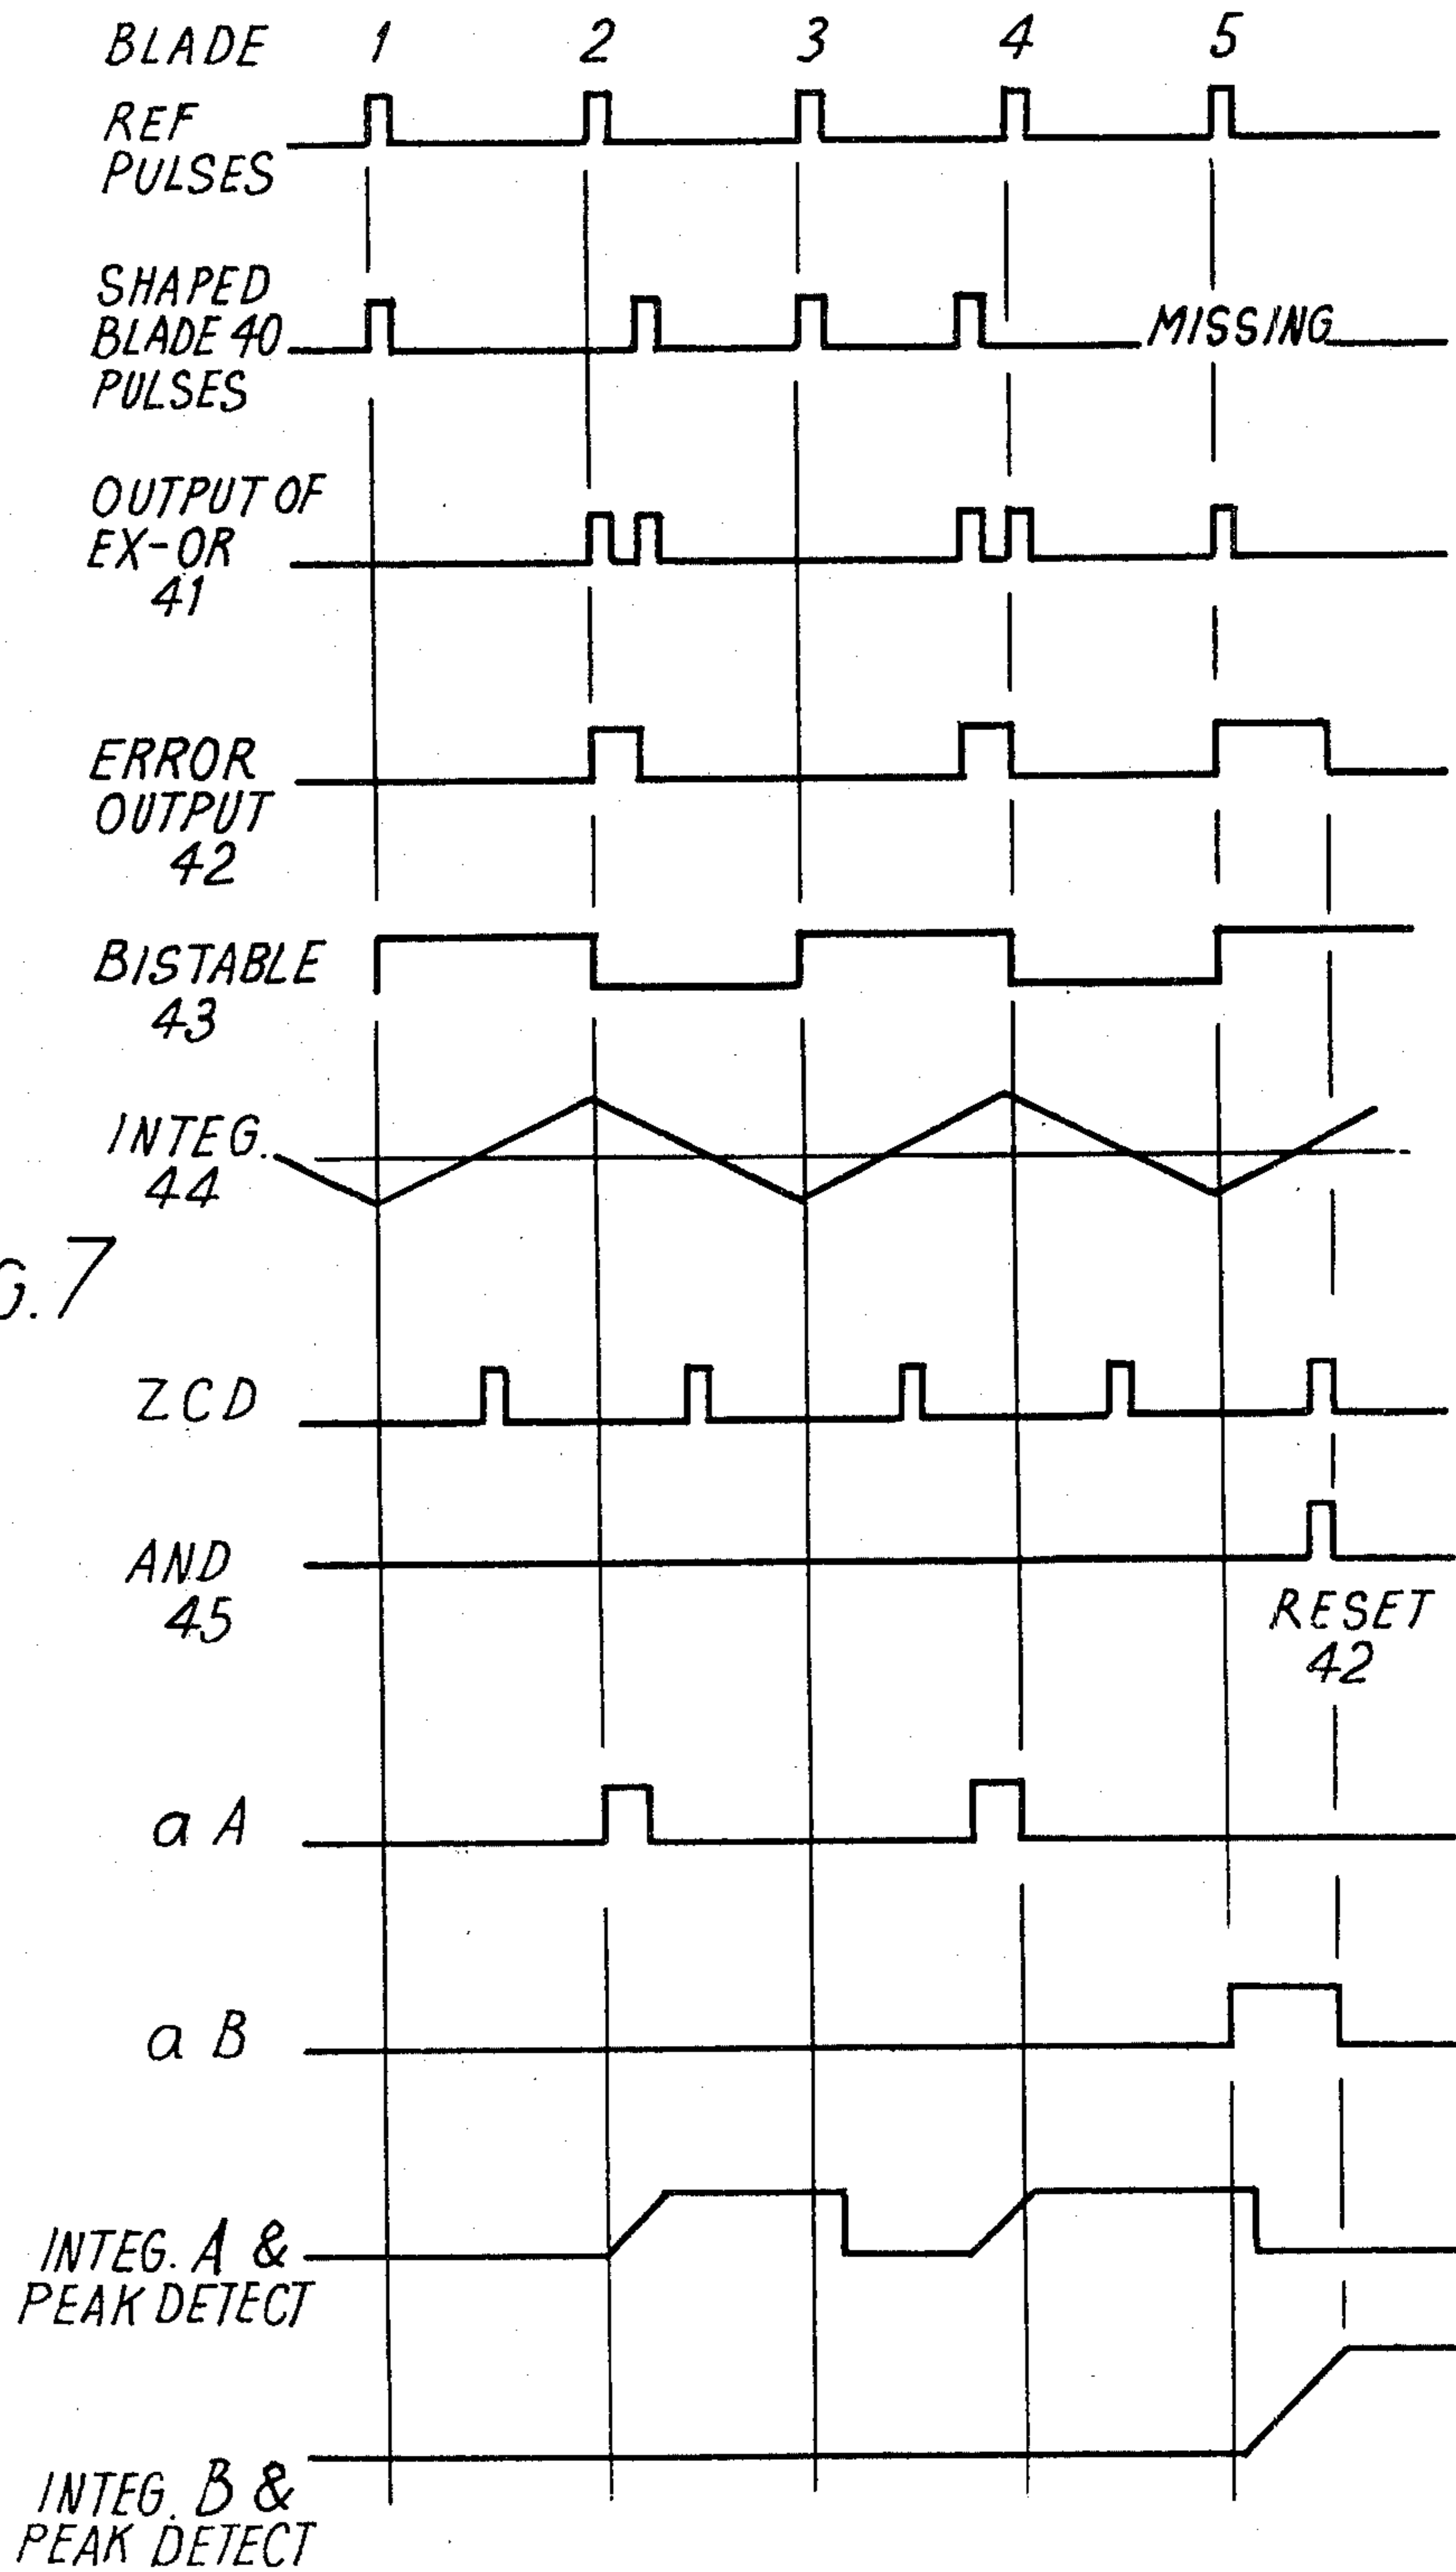 BLADE 1 2 3 4 5
REF
PULSES
SHAPED
BLADE 40
PULSES
MISSING
OUTPUT OF
EX-OR
41
ERROR
OUTPUT
42
BISTABLE
43
INTEG.
44
G. 7
ZCD
AND
45
RESET
42
a A
a B
INTEG. A &
PEAK DETECT
INTEG. B &
PEAK DETECT